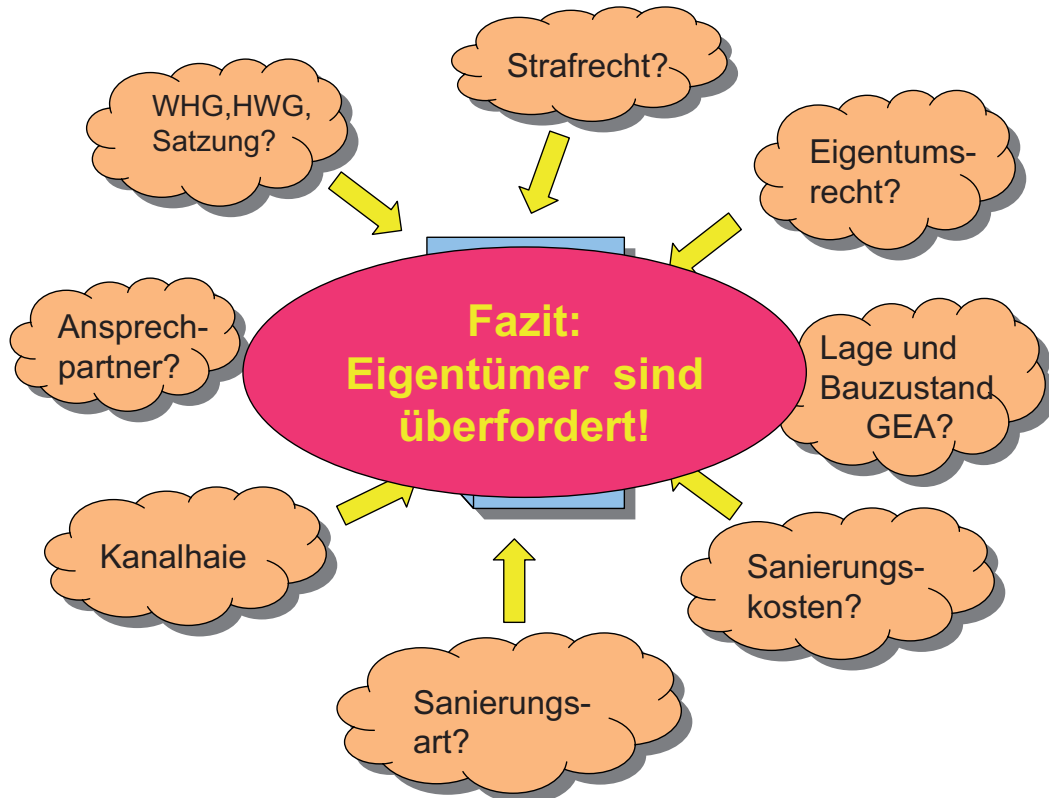 Strafrecht?
WHG,HWG,
Satzung?
Eigentums-
recht?
Ansprech-
partner?
Fazit:
Eigentümer sind
überfordert!
Lage und
Bauzustand
GEA?
Kanalhaie
Sanierungs-
kosten?
Sanierungs-
art?